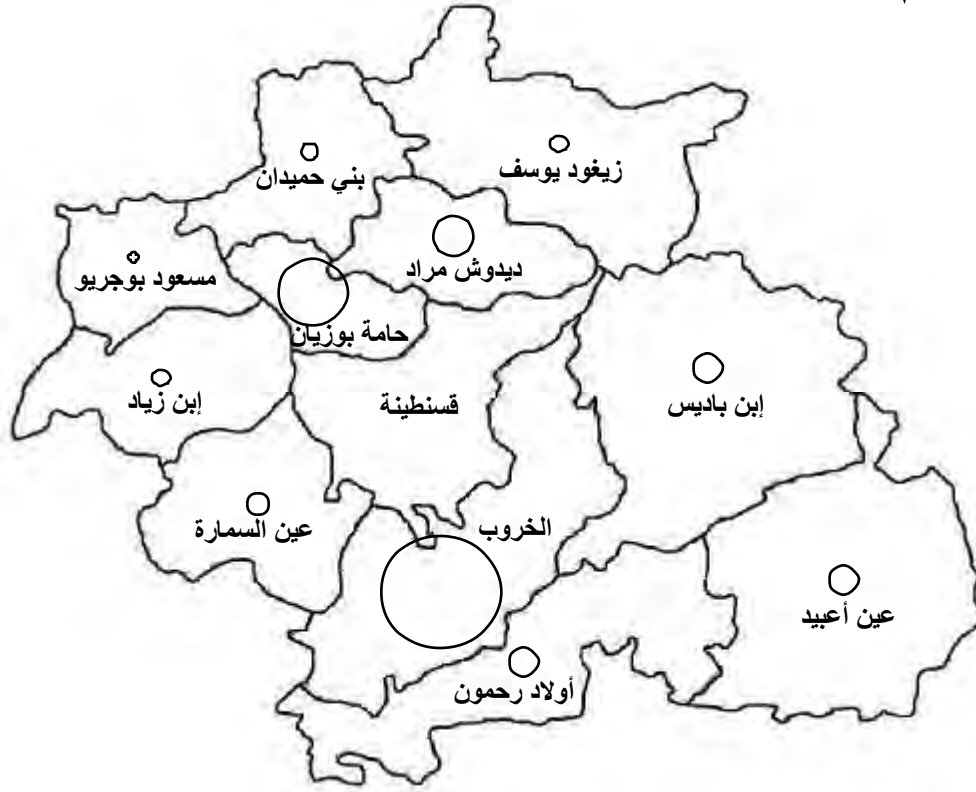 زيغود يوسف
بني حميدان
ديدوش مراد
مسعود بوجريو
حامة بوزيان
إبن زياد
قسنطينة
إبن باديس
عين السمارة
الخروب
عين أعبيد
أولاد رحمون